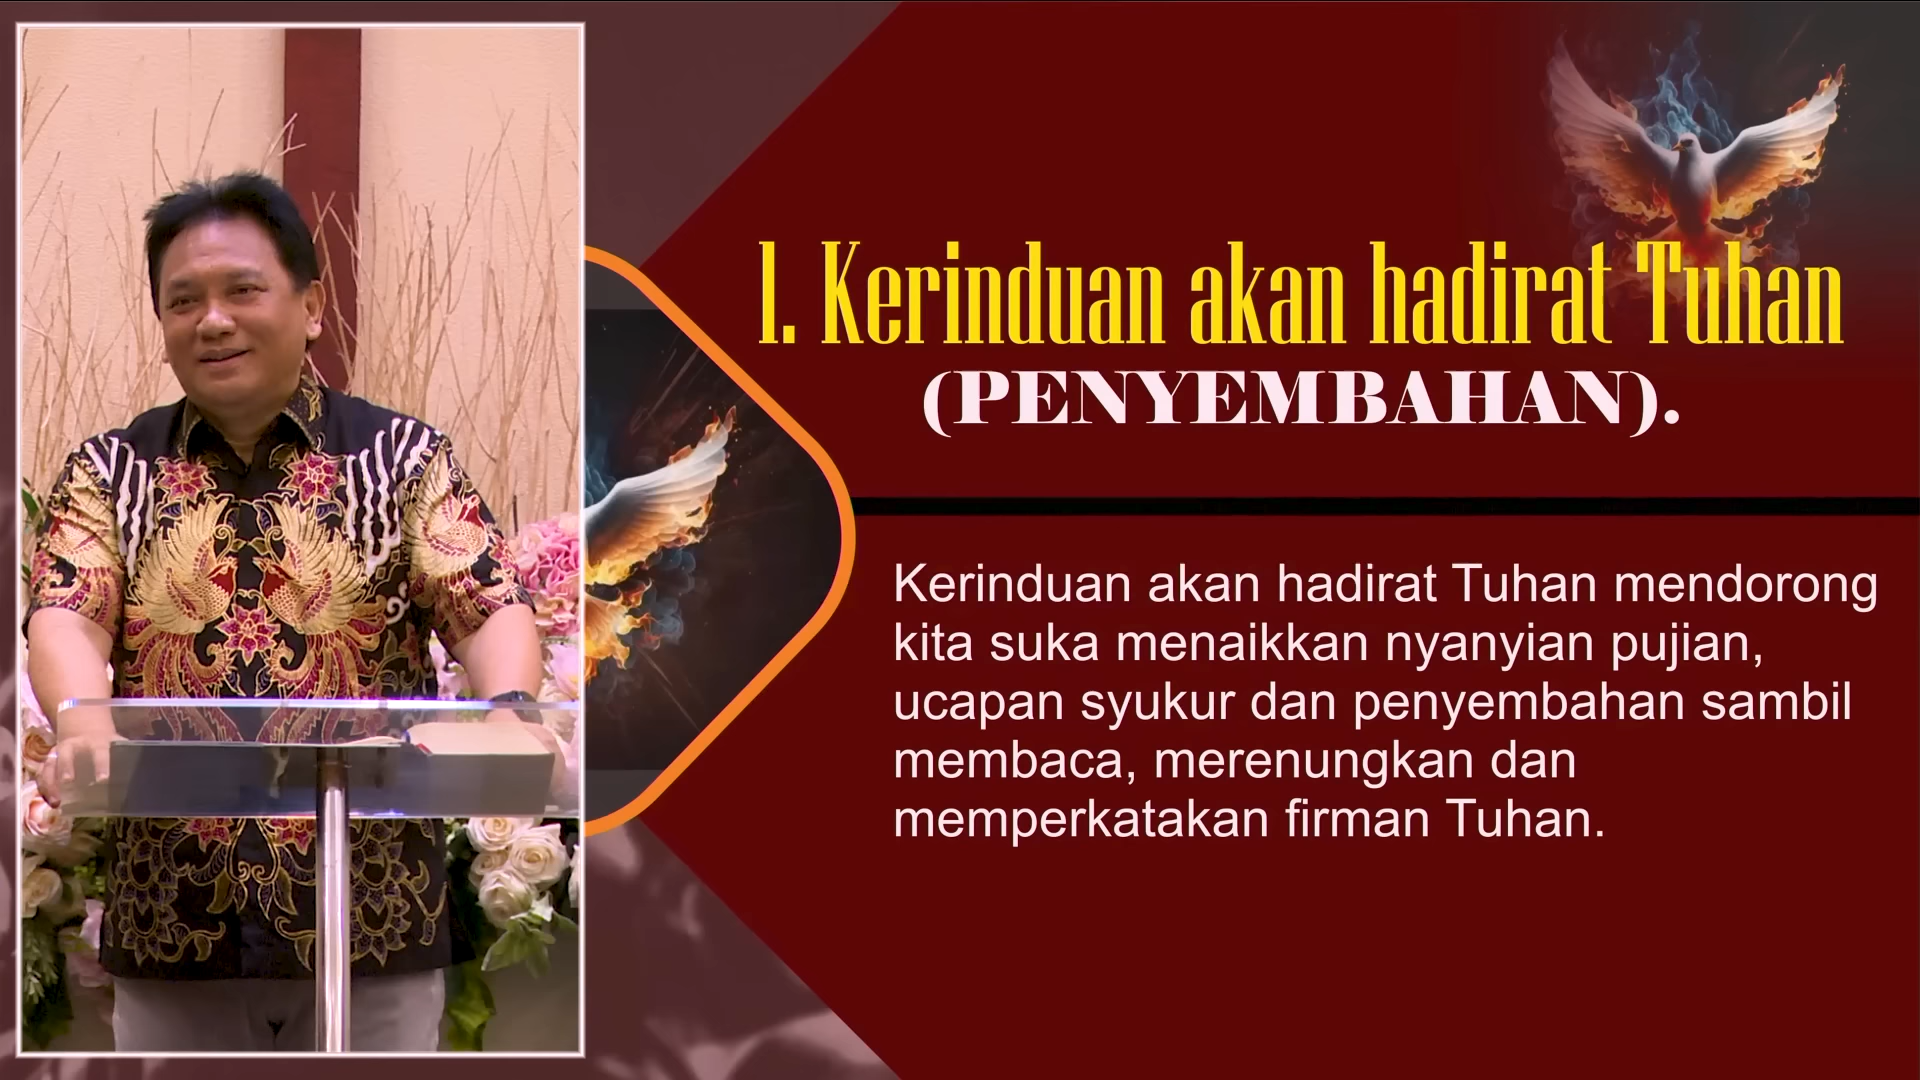 1. Kerinduan akan hadirat Tuhan
(PENYEMBAHAN).
Kerinduan akan hadirat Tuhan mendorong
kita suka menaikkan nyanyian pujian,
ucapan syukur dan penyembahan sambil
membaca, merenungkan dan
memperkatakan firman Tuhan.